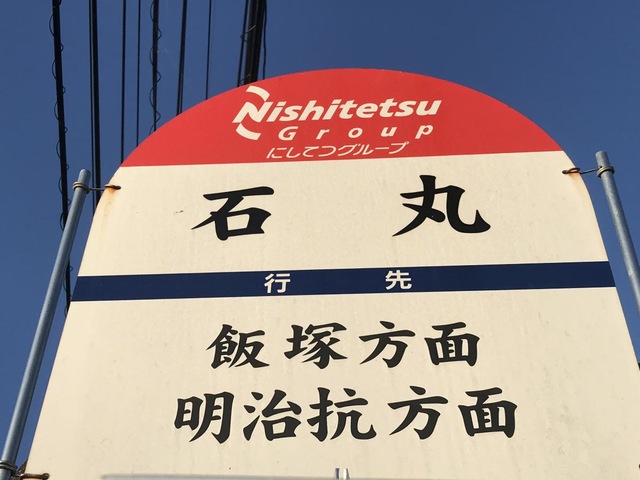 Nishitetsu
Group
にしてつグループ
石丸
行先
飯塚方面
明治抗方面